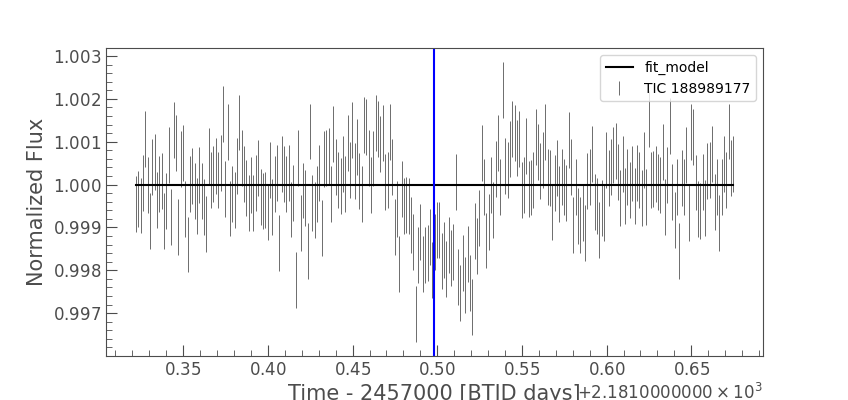 1.003
1.002
1.001
1.000
0.999
0.998
0.997
Normalized Flux
fit_model
TIC 188989177
0.35 0.40 0.45 0.50 0.55 0.60 0.65
Time - 2457000 [BTJD days]
+2.1810000000 × 10³